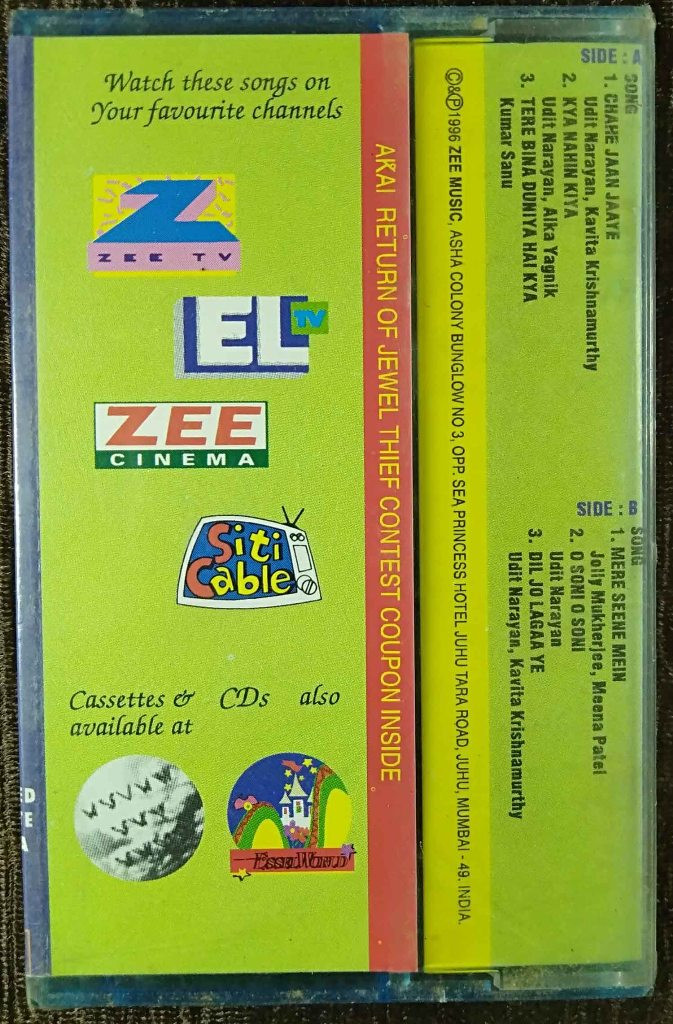 Watch these songs on
Your favourite channels
Z
ZEE TV
EL TV
ZEE
CINEMA
Siti
Cable
Cassettes & CDs also
available at
ESSELWORLD
AKAI RETURN OF JEWEL THIEF CONTEST COUPON INSIDE
©&℗1996 ZEE MUSIC, ASHA COLONY BUNGLOW NO 3, OPP. SEA PRINCESS HOTEL JUHU TARA ROAD, JUHU, MUMBAI - 49. INDIA.
SIDE : A
SONG
1. CHAHE JAAN JAAYE
Udit Narayan, Kavita Krishnamurthy
2. KYA NAHIN KIYA
Udit Narayan, Alka Yagnik
3. TERE BINA DUNIYA HAI KYA
Kumar Sanu
SIDE : B
SONG
1. MERE SEENE MEIN
Jolly Mukherjee, Meena Patel
2. O SONI O SONI
Udit Narayan
3. DIL JO LAGAA YE
Udit Narayan, Kavita Krishnamurthy
ED
TE
A